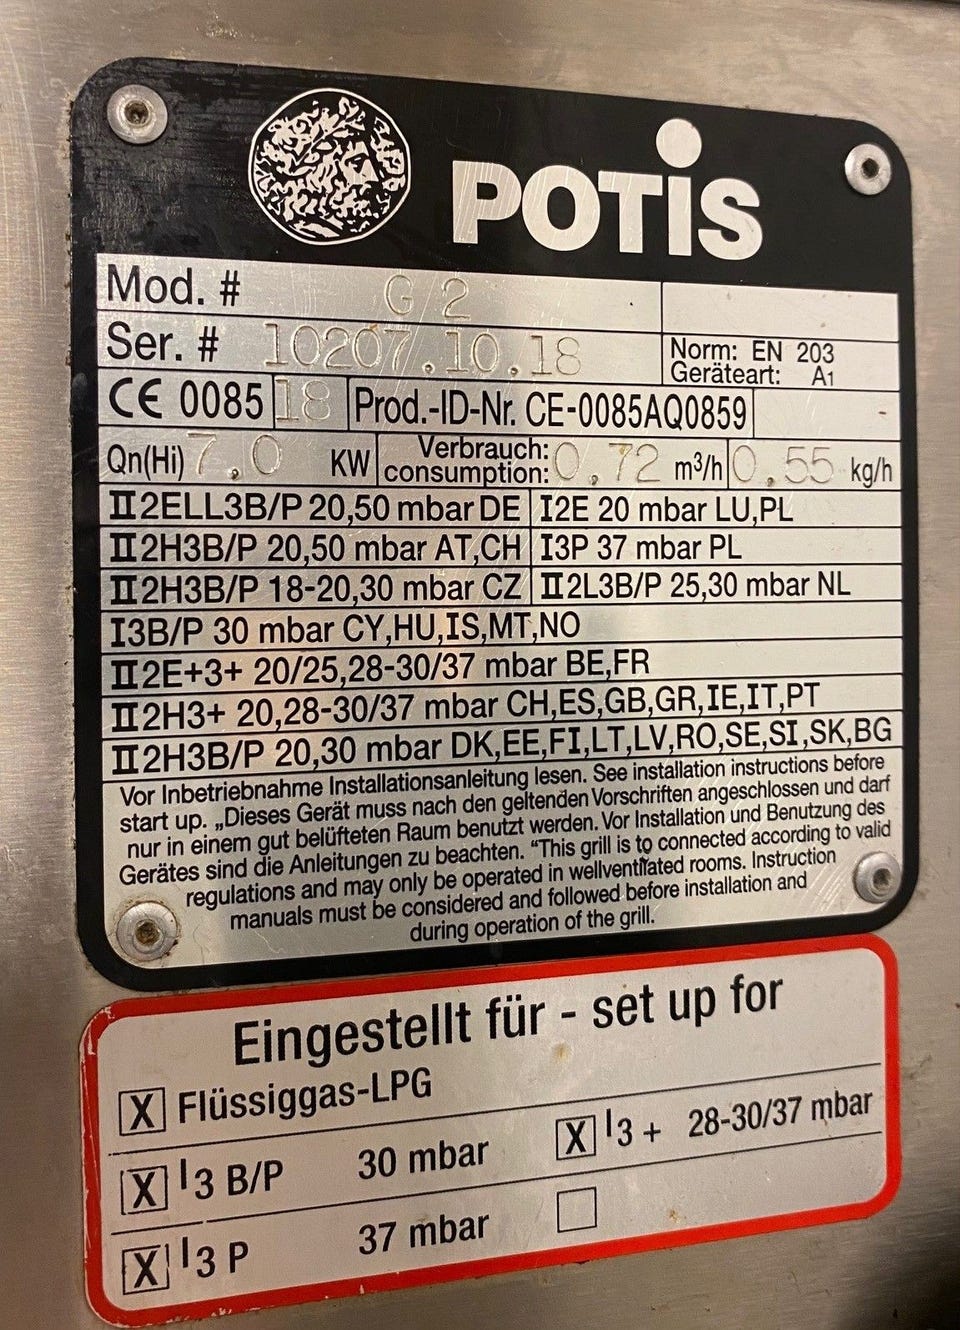 POTiS
Mod. # G 2
Ser. # 10207.10.18
Norm: EN 203
Geräteart: A1
CE 0085 18 Prod.-ID-Nr. CE-0085AQ0859
Qn(Hi) 7,0 KW Verbrauch: consumption: 0,72 m³/h 0,55 kg/h
II2ELL3B/P 20,50 mbar DE I2E 20 mbar LU,PL
II2H3B/P 20,50 mbar AT,CH I3P 37 mbar PL
II2H3B/P 18-20,30 mbar CZ II2L3B/P 25,30 mbar NL
I3B/P 30 mbar CY,HU,IS,MT,NO
II2E+3+ 20/25,28-30/37 mbar BE,FR
II2H3+ 20,28-30/37 mbar CH,ES,GB,GR,IE,IT,PT
II2H3B/P 20,30 mbar DK,EE,FI,LT,LV,RO,SE,SI,SK,BG
Vor Inbetriebnahme Installationsanleitung lesen. See installation instructions before
start up. „Dieses Gerät muss nach den geltenden Vorschriften angeschlossen und darf
nur in einem gut belüfteten Raum benutzt werden. Vor Installation und Benutzung des
Gerätes sind die Anleitungen zu beachten. “This grill is to connected according to valid
regulations and may only be operated in wellventilated rooms. Instruction
manuals must be considered and followed before installation and
during operation of the grill.
Eingestellt für - set up for
X Flüssiggas-LPG
X I3 B/P 30 mbar X I3 + 28-30/37 mbar
X I3 P 37 mbar